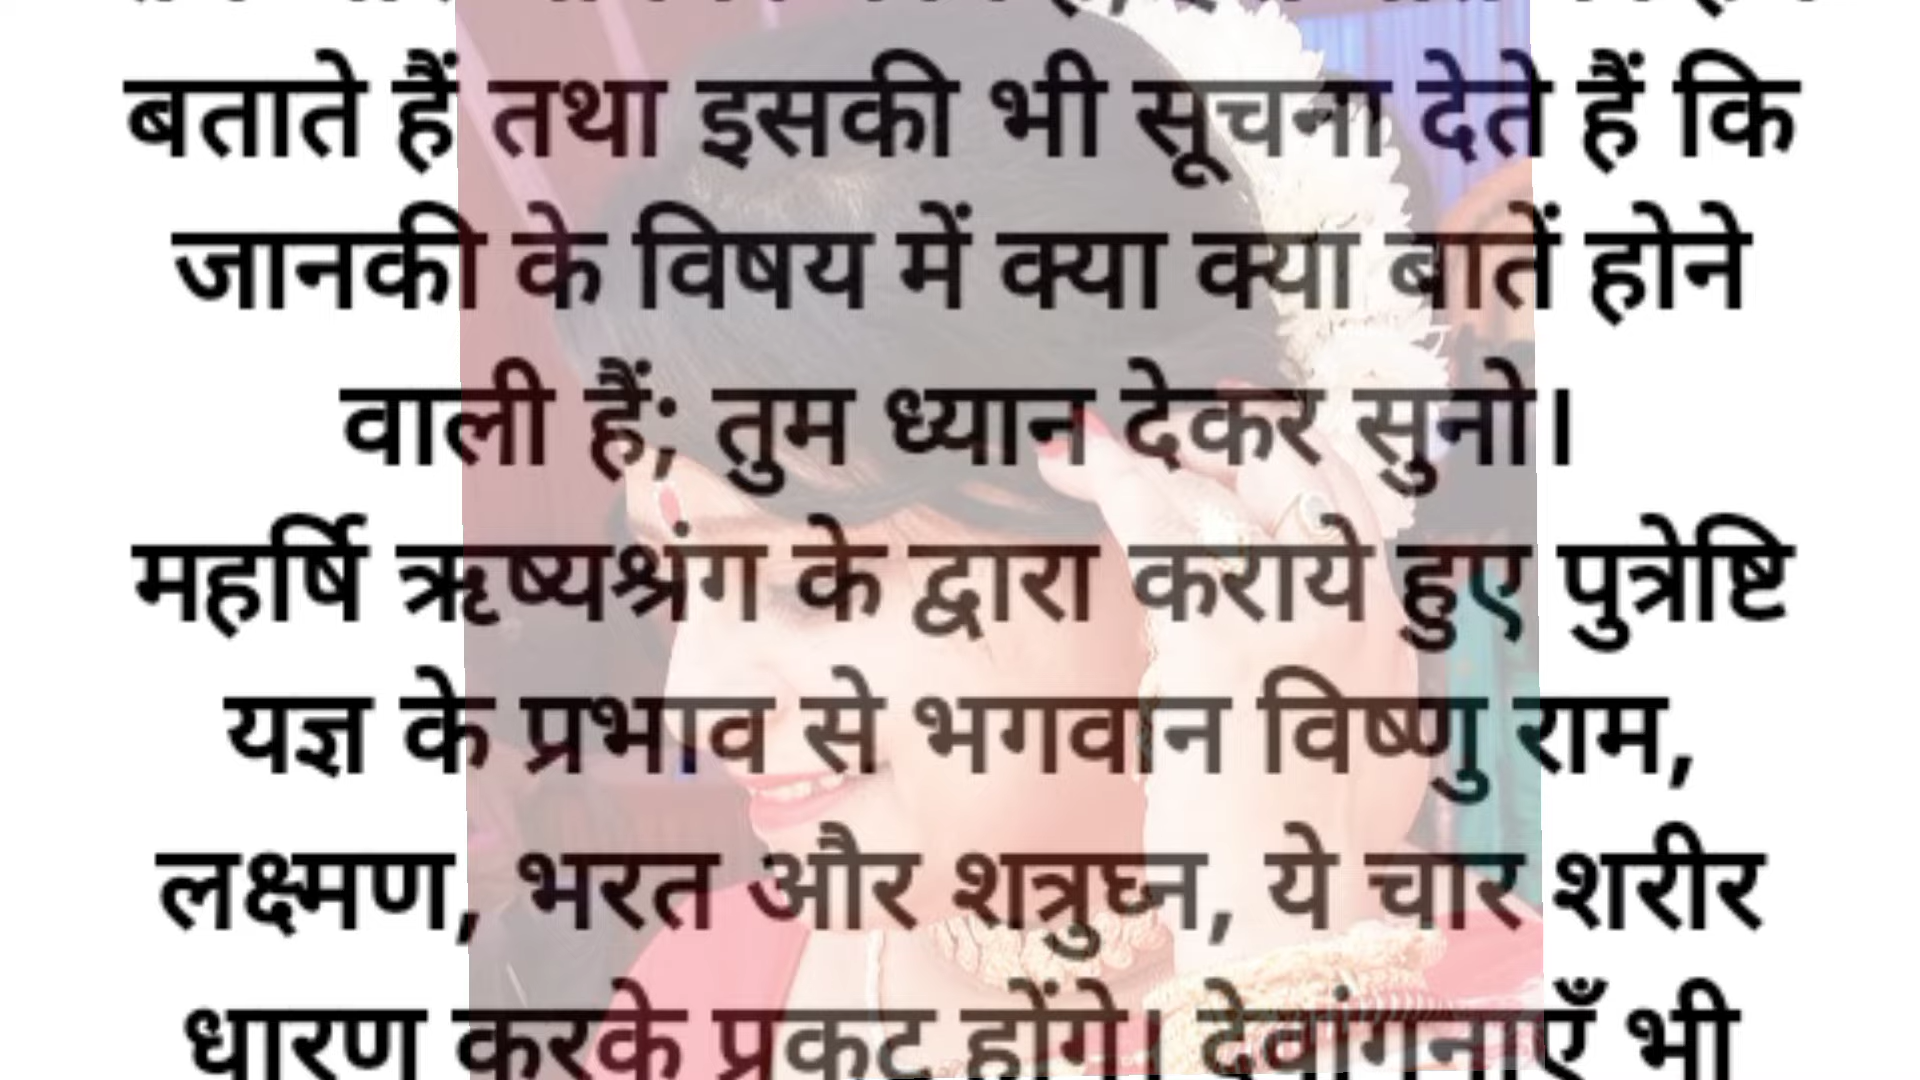 बताते हैं तथा इसकी भी सूचना देते हैं कि
जानकी के विषय में क्या क्या बातें होने
वाली हैं; तुम ध्यान देकर सुनो।
महर्षि ऋष्यश्रंग के द्वारा कराये हुए पुत्रेष्टि
यज्ञ के प्रभाव से भगवान विष्णु राम,
लक्ष्मण, भरत और शत्रुघ्न, ये चार शरीर
धारण करके प्रकट होंगे। देवांगनाएँ भी